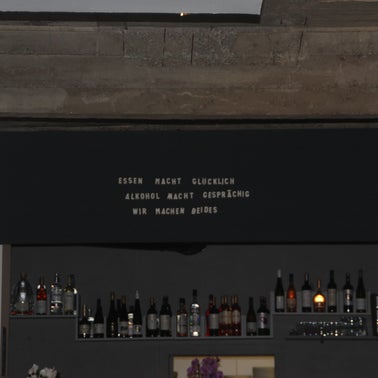 ESSEN MACHT GLÜCKLICH
ALKOHOL MACHT GESPRÄCHIG
WIR MACHEN BEIDES